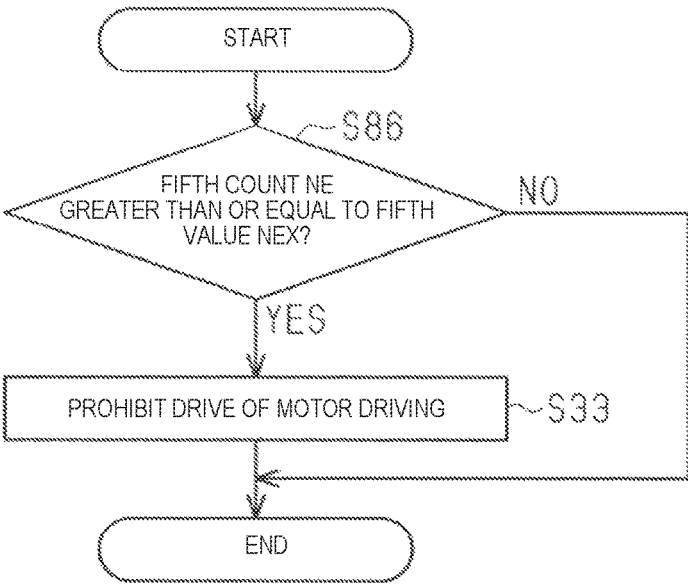 START
S86
FIFTH COUNT NE
GREATER THAN OR EQUAL TO FIFTH
VALUE NEX?
NO
YES
PROHIBIT DRIVE OF MOTOR DRIVING
S33
END